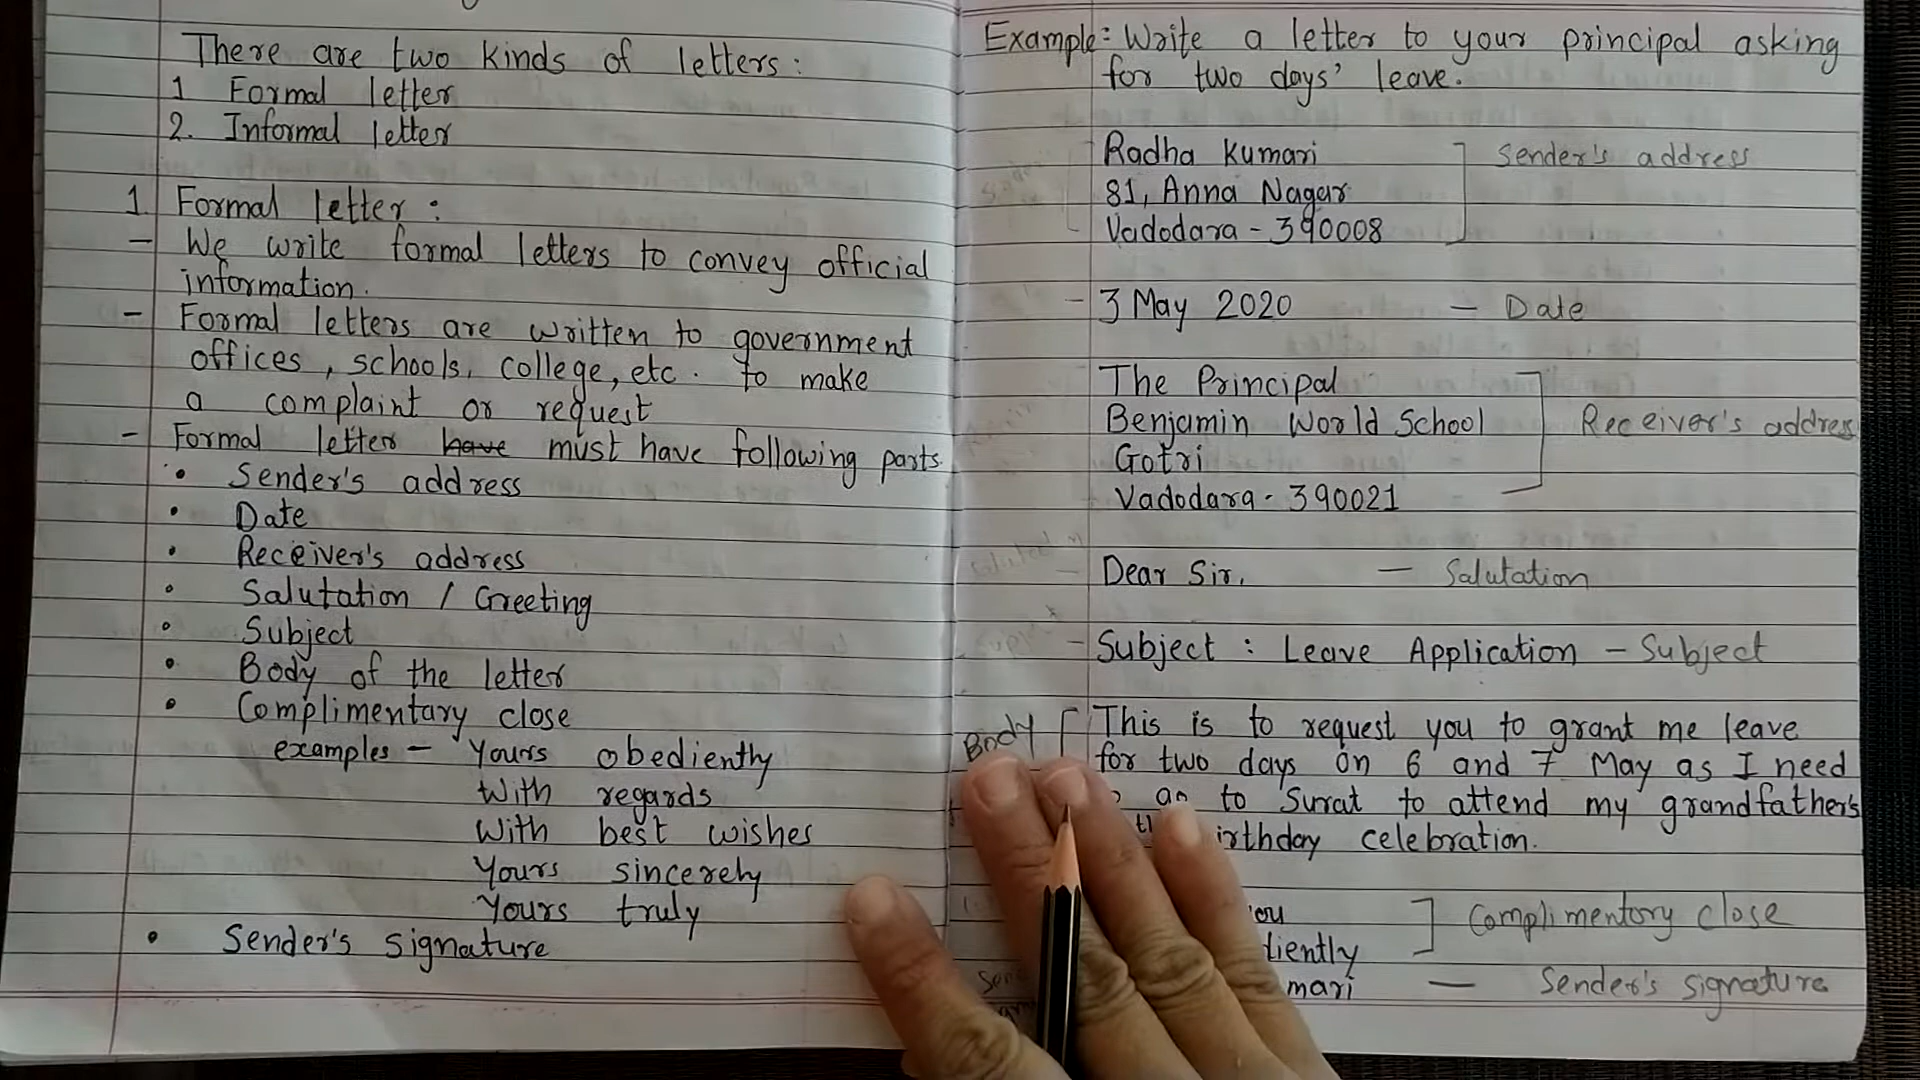 There are two kinds of letters:
1 Formal letter
2. Informal letter
1 Formal letter:
- We write formal letters to convey official
information.
- Formal letters are written to government
offices, schools, college, etc. to make
a complaint or request
- Formal letter have must have following parts.
• Sender's address
• Date
• Receiver's address
• Salutation / Greeting
• Subject
• Body of the letter
• Complimentary close
examples - Yours obediently
With regards
With best wishes
Yours sincerely
Yours truly
• Sender's signature
Example: Write a letter to your principal asking
for two days' leave.
Radha Kumari
81, Anna Nagar
Vadodara - 390008
Sender's address
- 3 May 2020 - Date
The Principal
Benjamin World School
Gotri
Vadodara - 390021
Receiver's address
Dear Sir, - Salutation
- Subject : Leave Application - Subject
Body
This is to request you to grant me leave
for two days on 6 and 7 May as I need
go to Surat to attend my grandfather's
irthday celebration.
ou
diently
Complimentory close
mari - Sender's signature